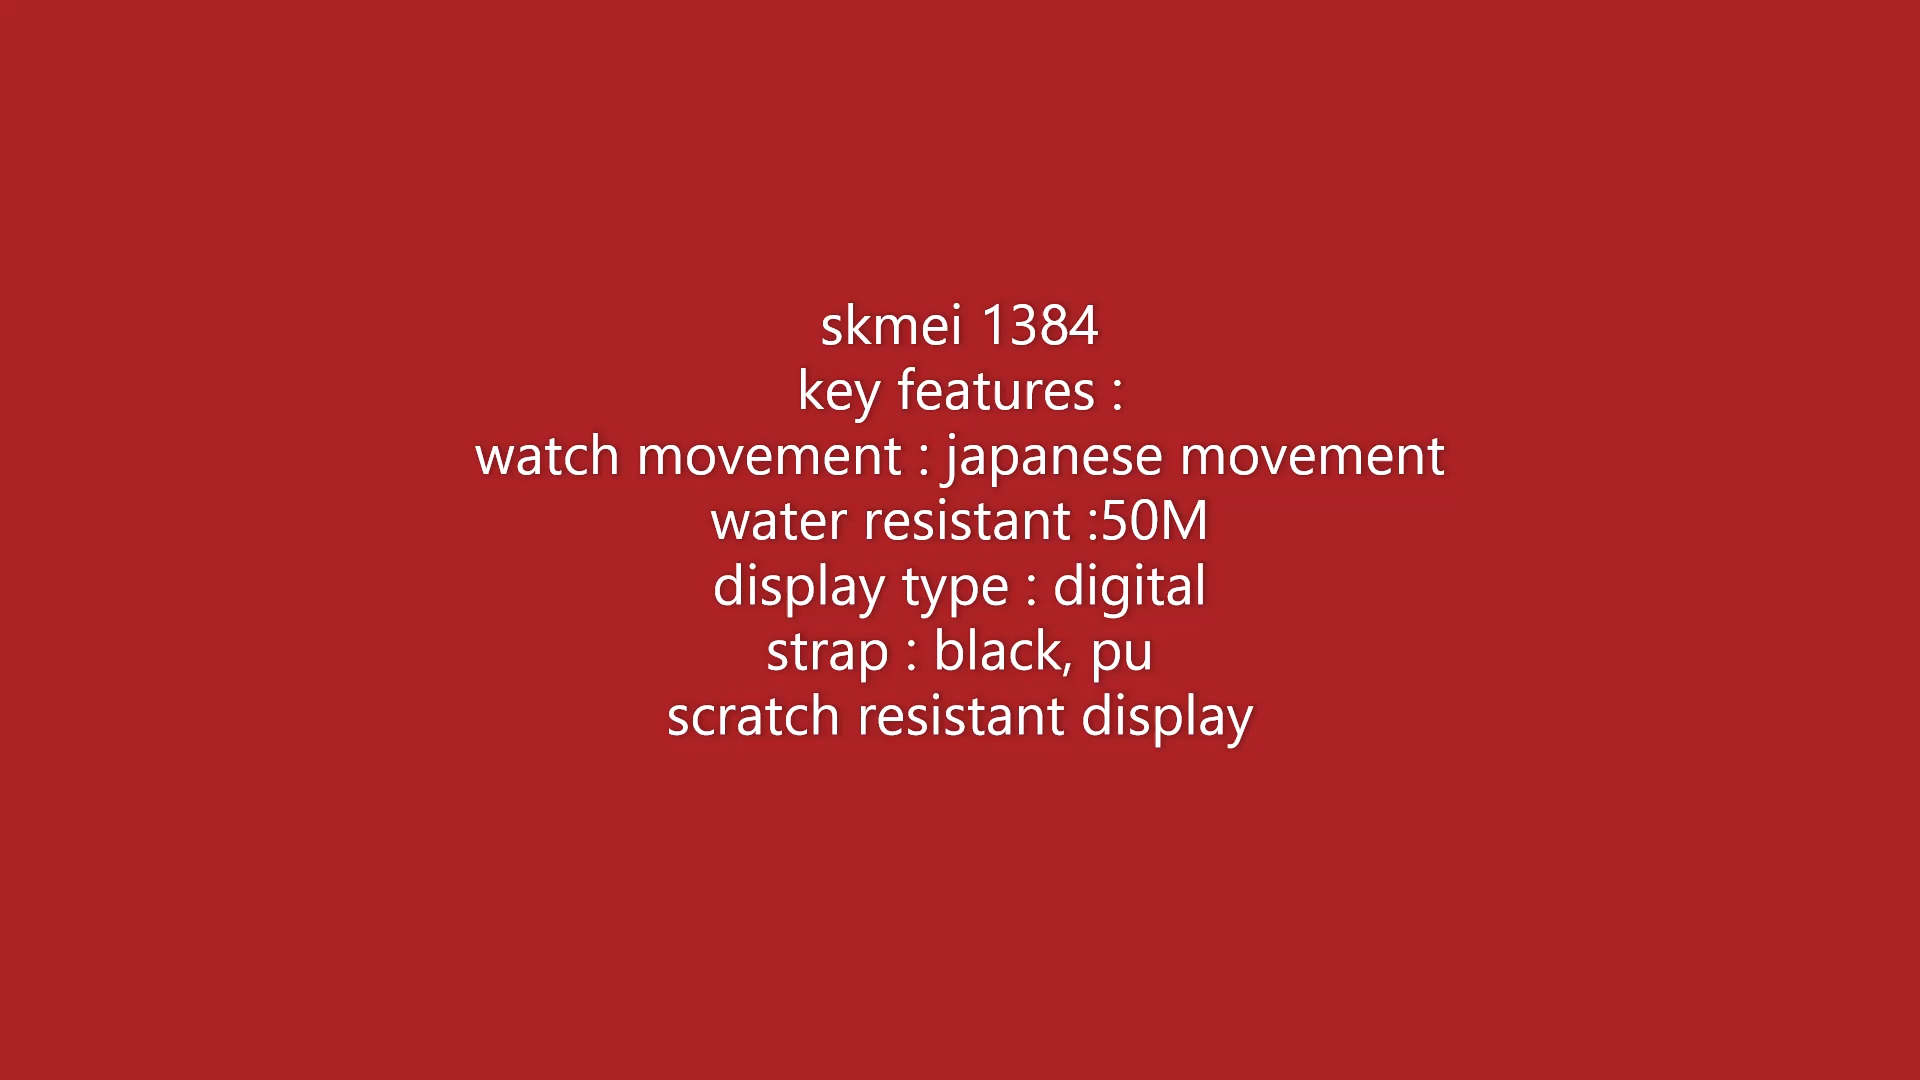 skmei 1384
key features :
watch movement : japanese movement
water resistant :50M
display type : digital
strap : black, pu
scratch resistant display